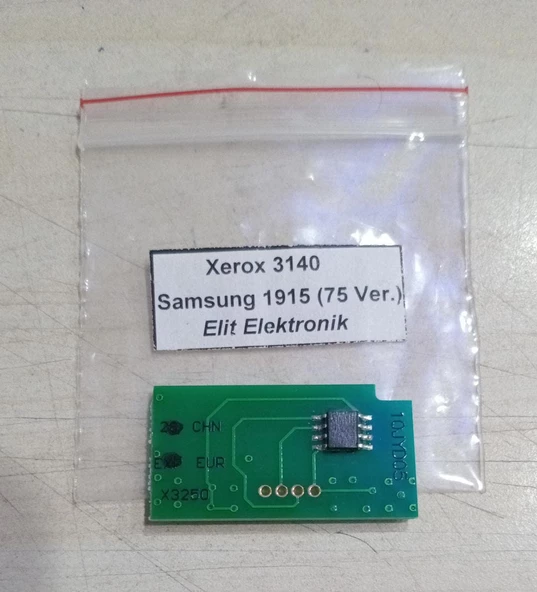 Xerox 3140
Samsung 1915 (75 Ver.)
Elit Elektronik
CHN
EUR
X3250